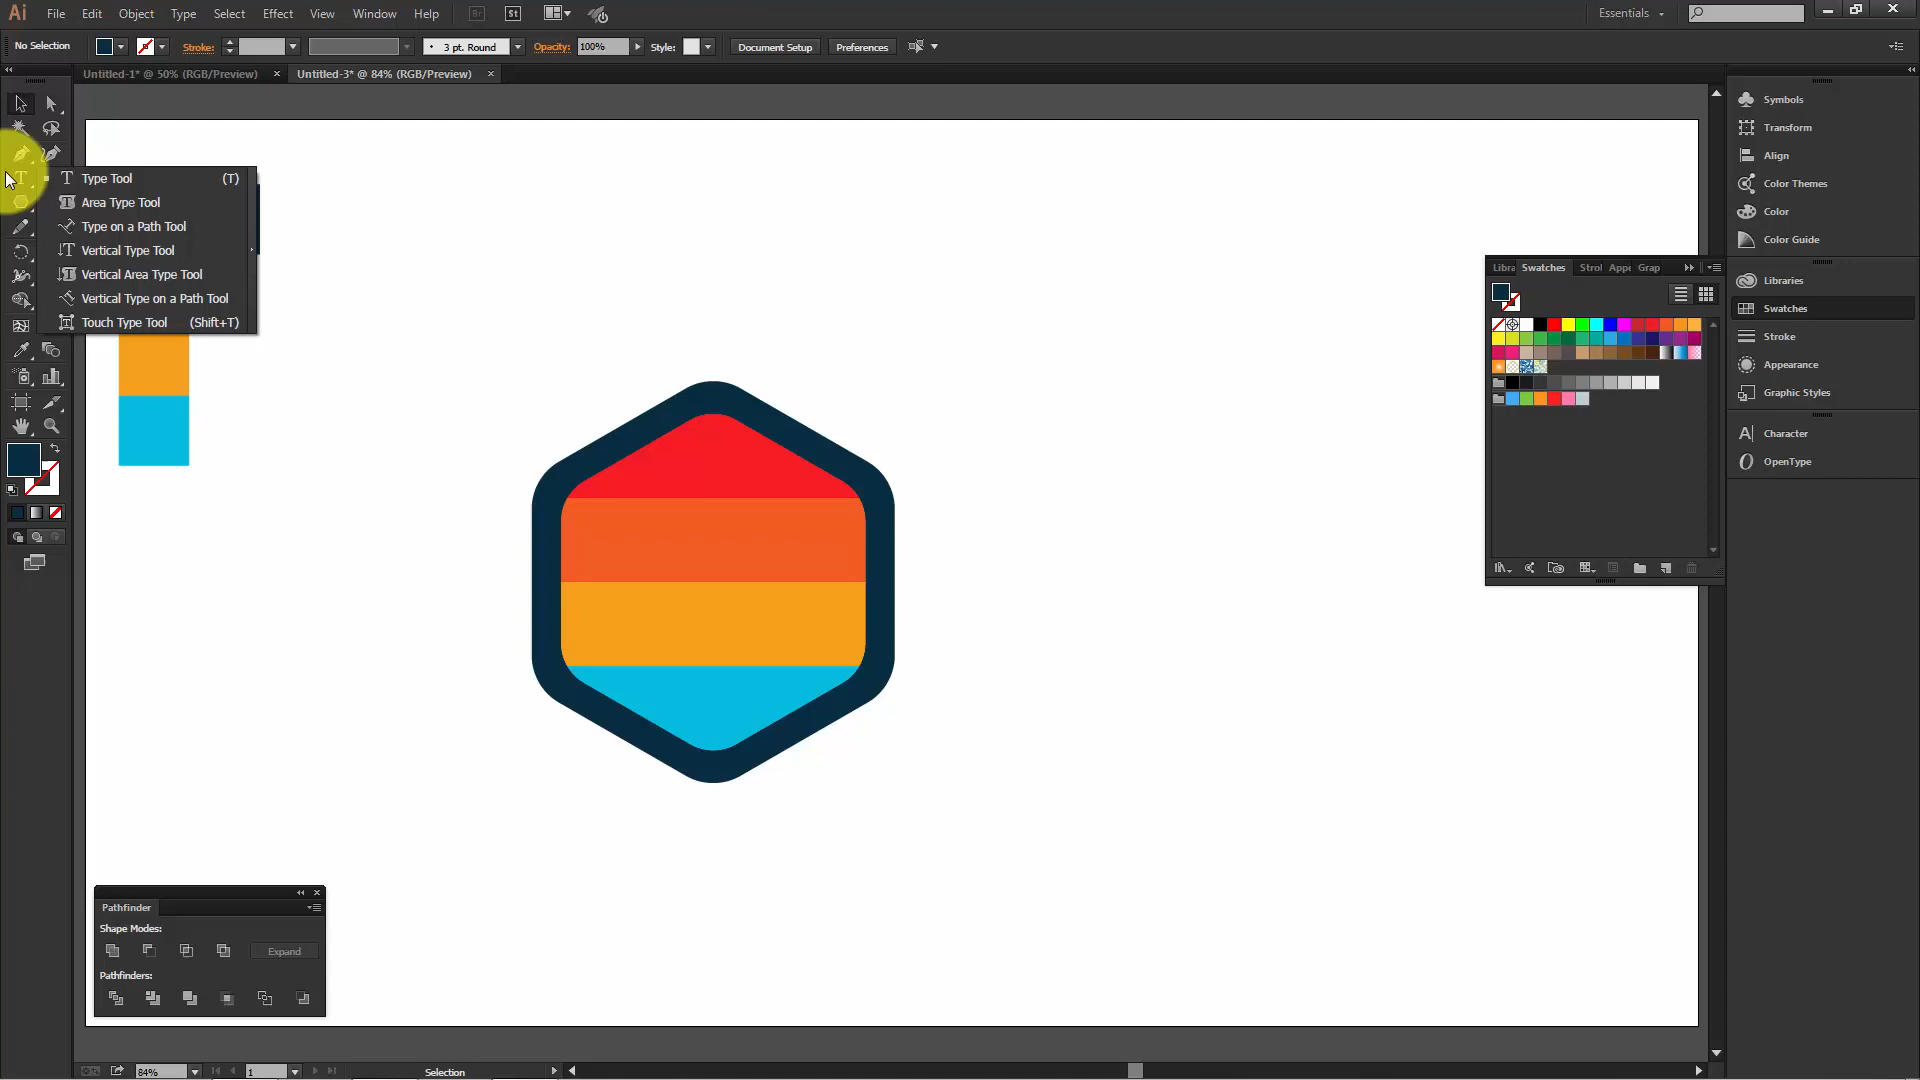 Ai File Edit Object Type Select Effect View Window Help Br St Essentials
No Selection Stroke: 3 pt. Round Opacity: 100% Style: Document Setup Preferences
Untitled-1* @ 50% (RGB/Preview) Untitled-3* @ 84% (RGB/Preview)
Type Tool (T)
Area Type Tool
Type on a Path Tool
Vertical Type Tool
Vertical Area Type Tool
Vertical Type on a Path Tool
Touch Type Tool (Shift+T)
Symbols
Transform
Align
Color Themes
Color
Color Guide
Libraries
Swatches
Stroke
Appearance
Graphic Styles
Character
OpenType
Libra Swatches Strol Appe Grap
Pathfinder
Shape Modes:
Expand
Pathfinders:
84% 1 Selection